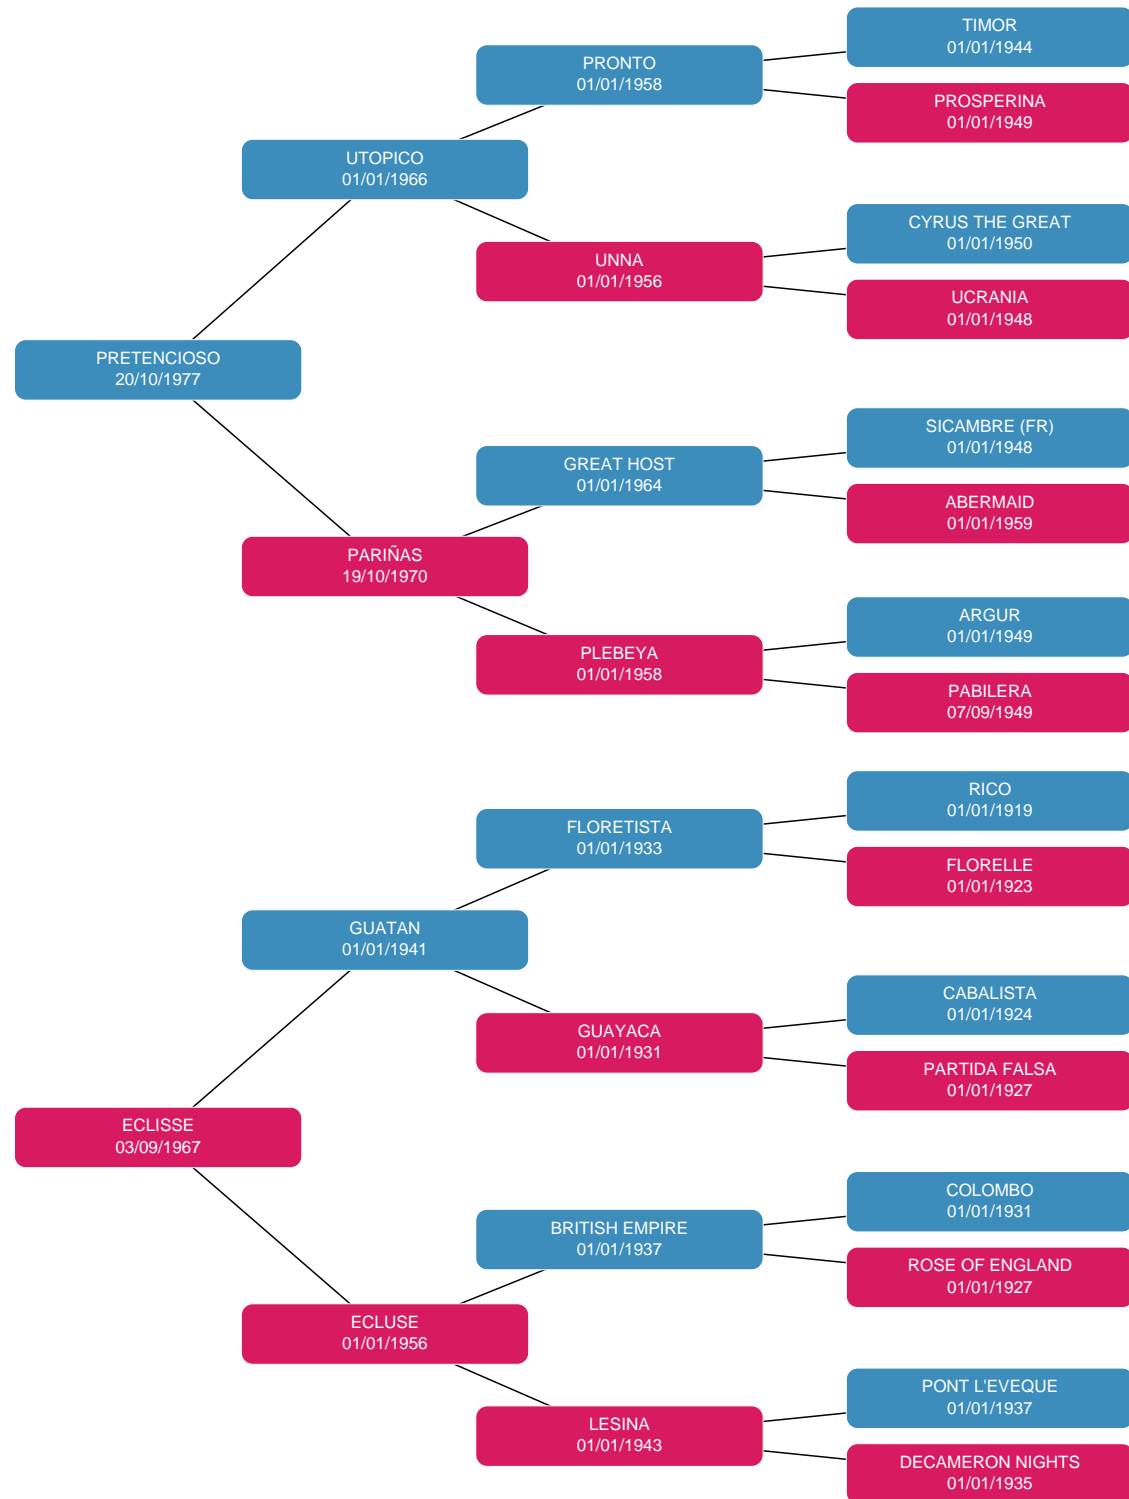 TIMOR
01/01/1944
PRONTO
01/01/1958
PROSPERINA
01/01/1949
UTOPICO
01/01/1966
CYRUS THE GREAT
01/01/1950
UNNA
01/01/1956
UCRANIA
01/01/1948
PRETENCIOSO
20/10/1977
SICAMBRE (FR)
01/01/1948
GREAT HOST
01/01/1964
ABERMAID
01/01/1959
PARIÑAS
19/10/1970
ARGUR
01/01/1949
PLEBEYA
01/01/1958
PABILERA
07/09/1949
RICO
01/01/1919
FLORETISTA
01/01/1933
FLORELLE
01/01/1923
GUATAN
01/01/1941
CABALISTA
01/01/1924
GUAYACA
01/01/1931
PARTIDA FALSA
01/01/1927
ECLISSE
03/09/1967
COLOMBO
01/01/1931
BRITISH EMPIRE
01/01/1937
ROSE OF ENGLAND
01/01/1927
ECLUSE
01/01/1956
PONT L'EVEQUE
01/01/1937
LESINA
01/01/1943
DECAMERON NIGHTS
01/01/1935